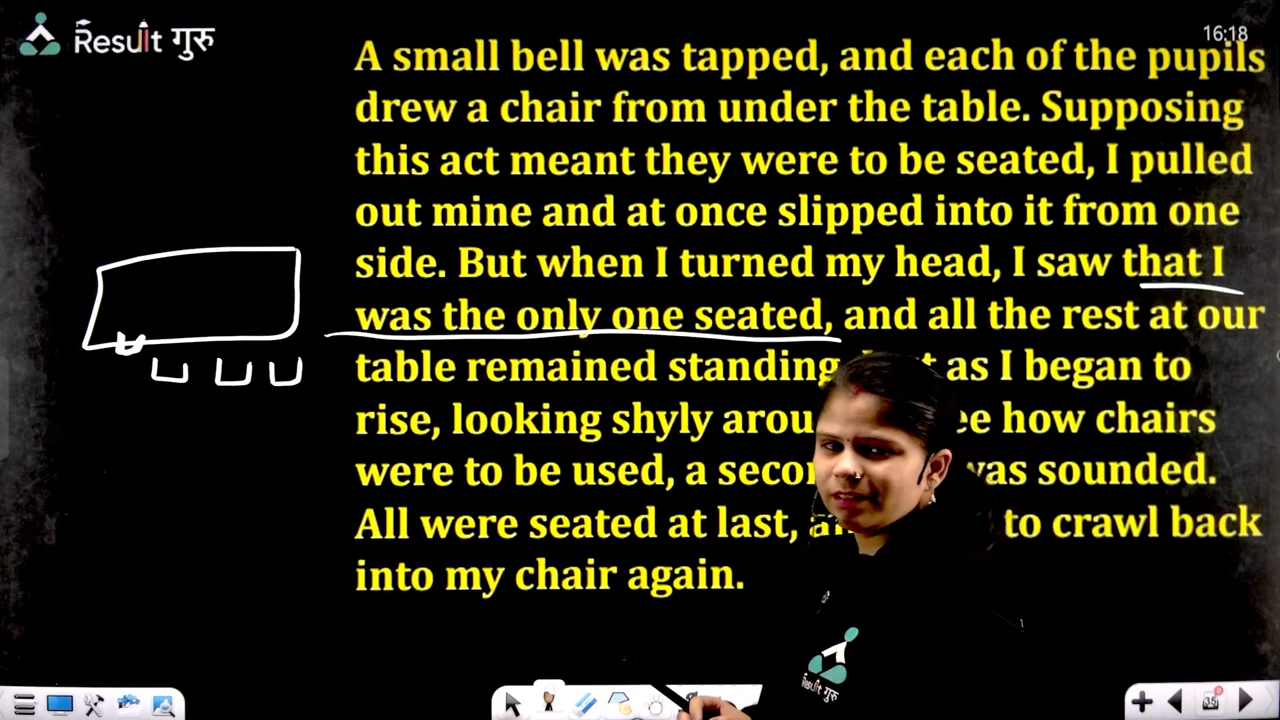 Result गुरु
16:18
A small bell was tapped, and each of the pupils
drew a chair from under the table. Supposing
this act meant they were to be seated, I pulled
out mine and at once slipped into it from one
side. But when I turned my head, I saw that I
was the only one seated, and all the rest at our
table remained standing as I began to
rise, looking shyly how chairs
were to be used, a was sounded.
All were seated at last, to crawl back
into my chair again.
Result गुरु
35